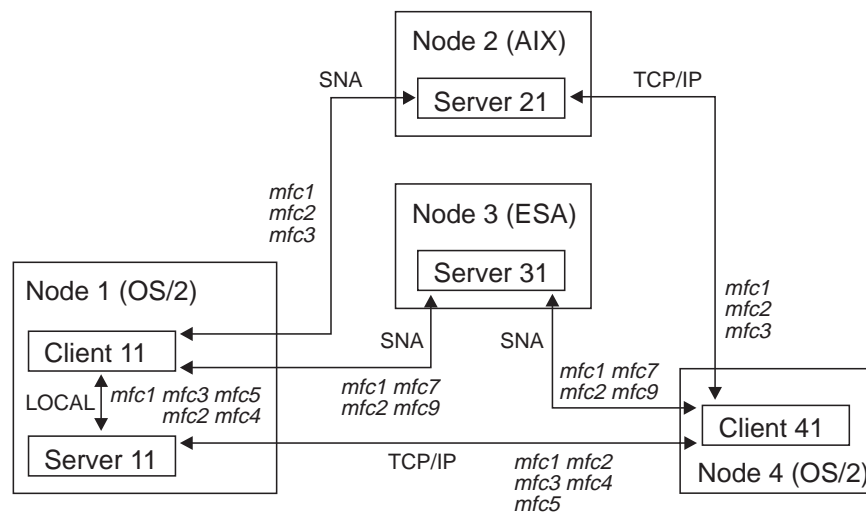 Node 2 (AIX)
SNA
Server 21
TCP/IP
mfc1
mfc2
mfc3
Node 3 (ESA)
Server 31
Node 1 (OS/2)
Client 11
SNA
SNA
mfc1
mfc2
mfc3
LOCAL
mfc1 mfc3 mfc5
mfc2 mfc4
mfc1 mfc7
mfc2 mfc9
mfc1 mfc7
mfc2 mfc9
Server 11
Client 41
TCP/IP
mfc1 mfc2
mfc3 mfc4
mfc5
Node 4 (OS/2)